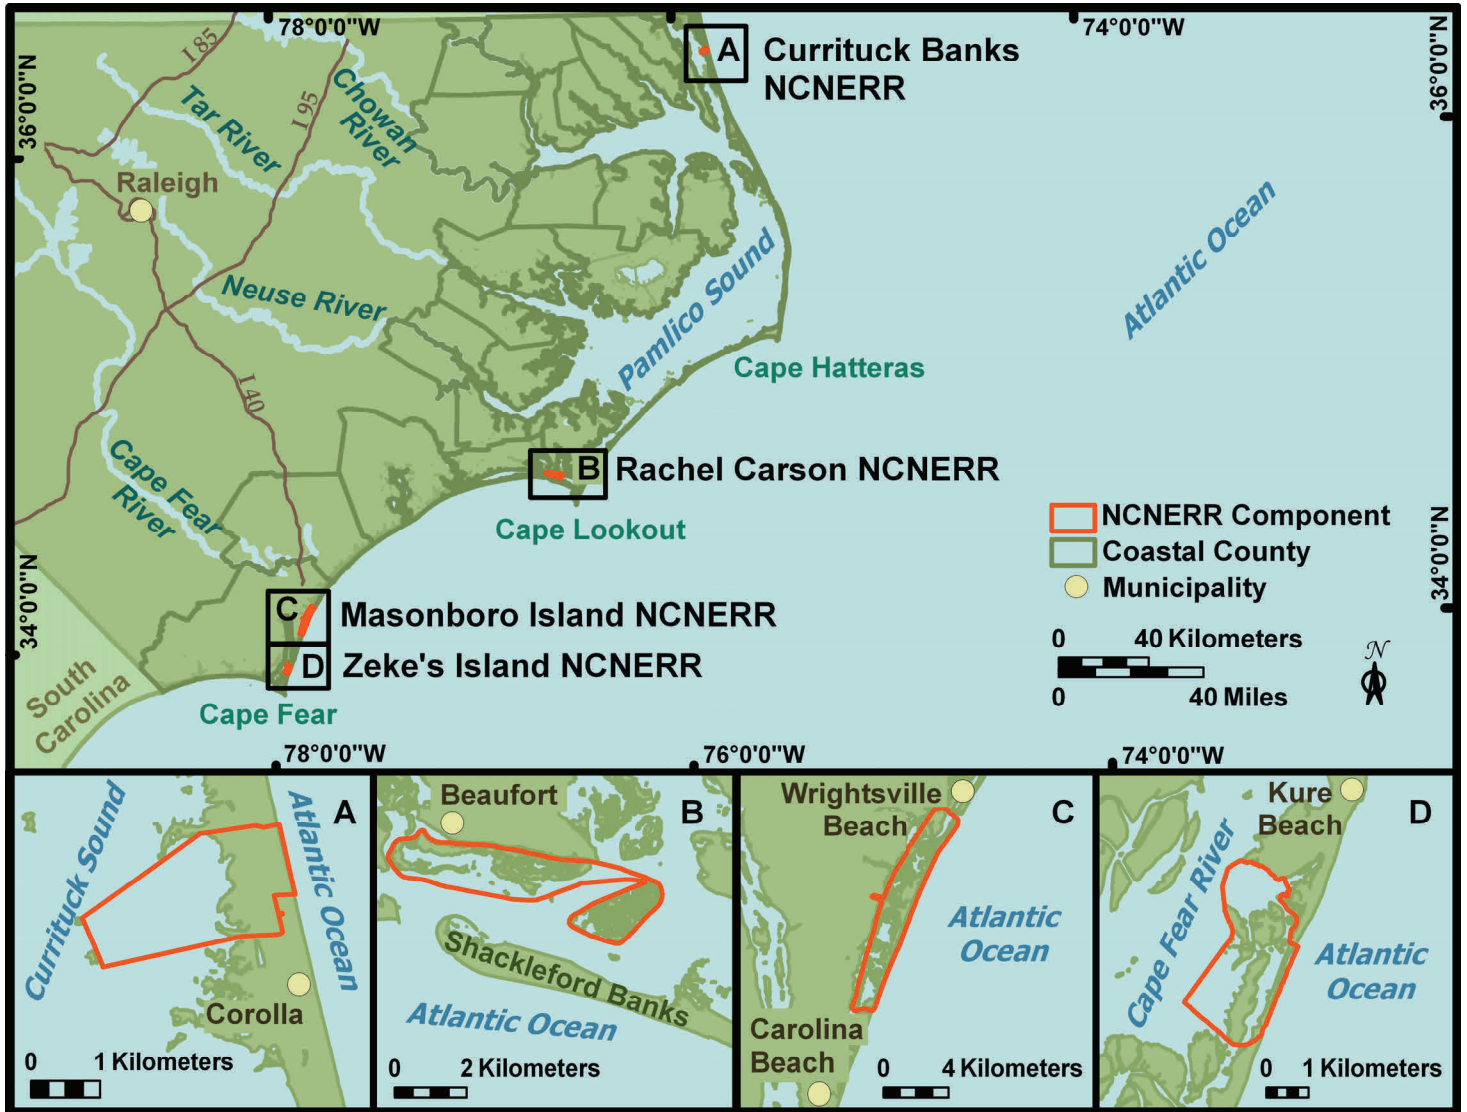 78°0'0"W
74°0'0"W
36°0'0"N
36°0'0"N
A
Currituck Banks
NCNERR
I 85
I 95
Tar River
Chowan
River
Raleigh
Neuse River
Pamlico Sound
Atlantic Ocean
Cape Hatteras
I 40
Cape Fear
River
B
Rachel Carson NCNERR
Cape Lookout
NCNERR Component
Coastal County
Municipality
34°0'0"N
34°0'0"N
C
Masonboro Island NCNERR
D
Zeke's Island NCNERR
0 40 Kilometers
0 40 Miles
N
South
Carolina
Cape Fear
78°0'0"W
76°0'0"W
74°0'0"W
A
Currituck Sound
Atlantic Ocean
Corolla
0 1 Kilometers
B
Beaufort
Shackleford Banks
Atlantic Ocean
0 2 Kilometers
C
Wrightsville
Beach
Atlantic
Ocean
Carolina
Beach
0 4 Kilometers
D
Kure
Beach
Cape Fear River
Atlantic
Ocean
0 1 Kilometers